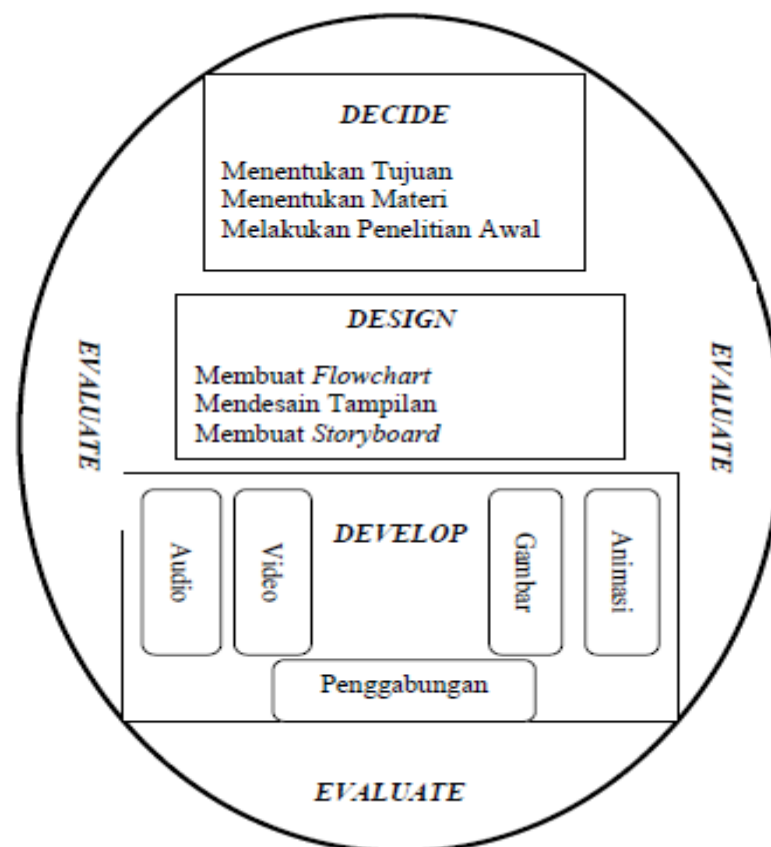 DECIDE
Menentukan Tujuan
Menentukan Materi
Melakukan Penelitian Awal
DESIGN
Membuat Flowchart
Mendesain Tampilan
Membuat Storyboard
EVALUATE
EVALUATE
DEVELOP
Audio
Video
Gambar
Animasi
Penggabungan
EVALUATE